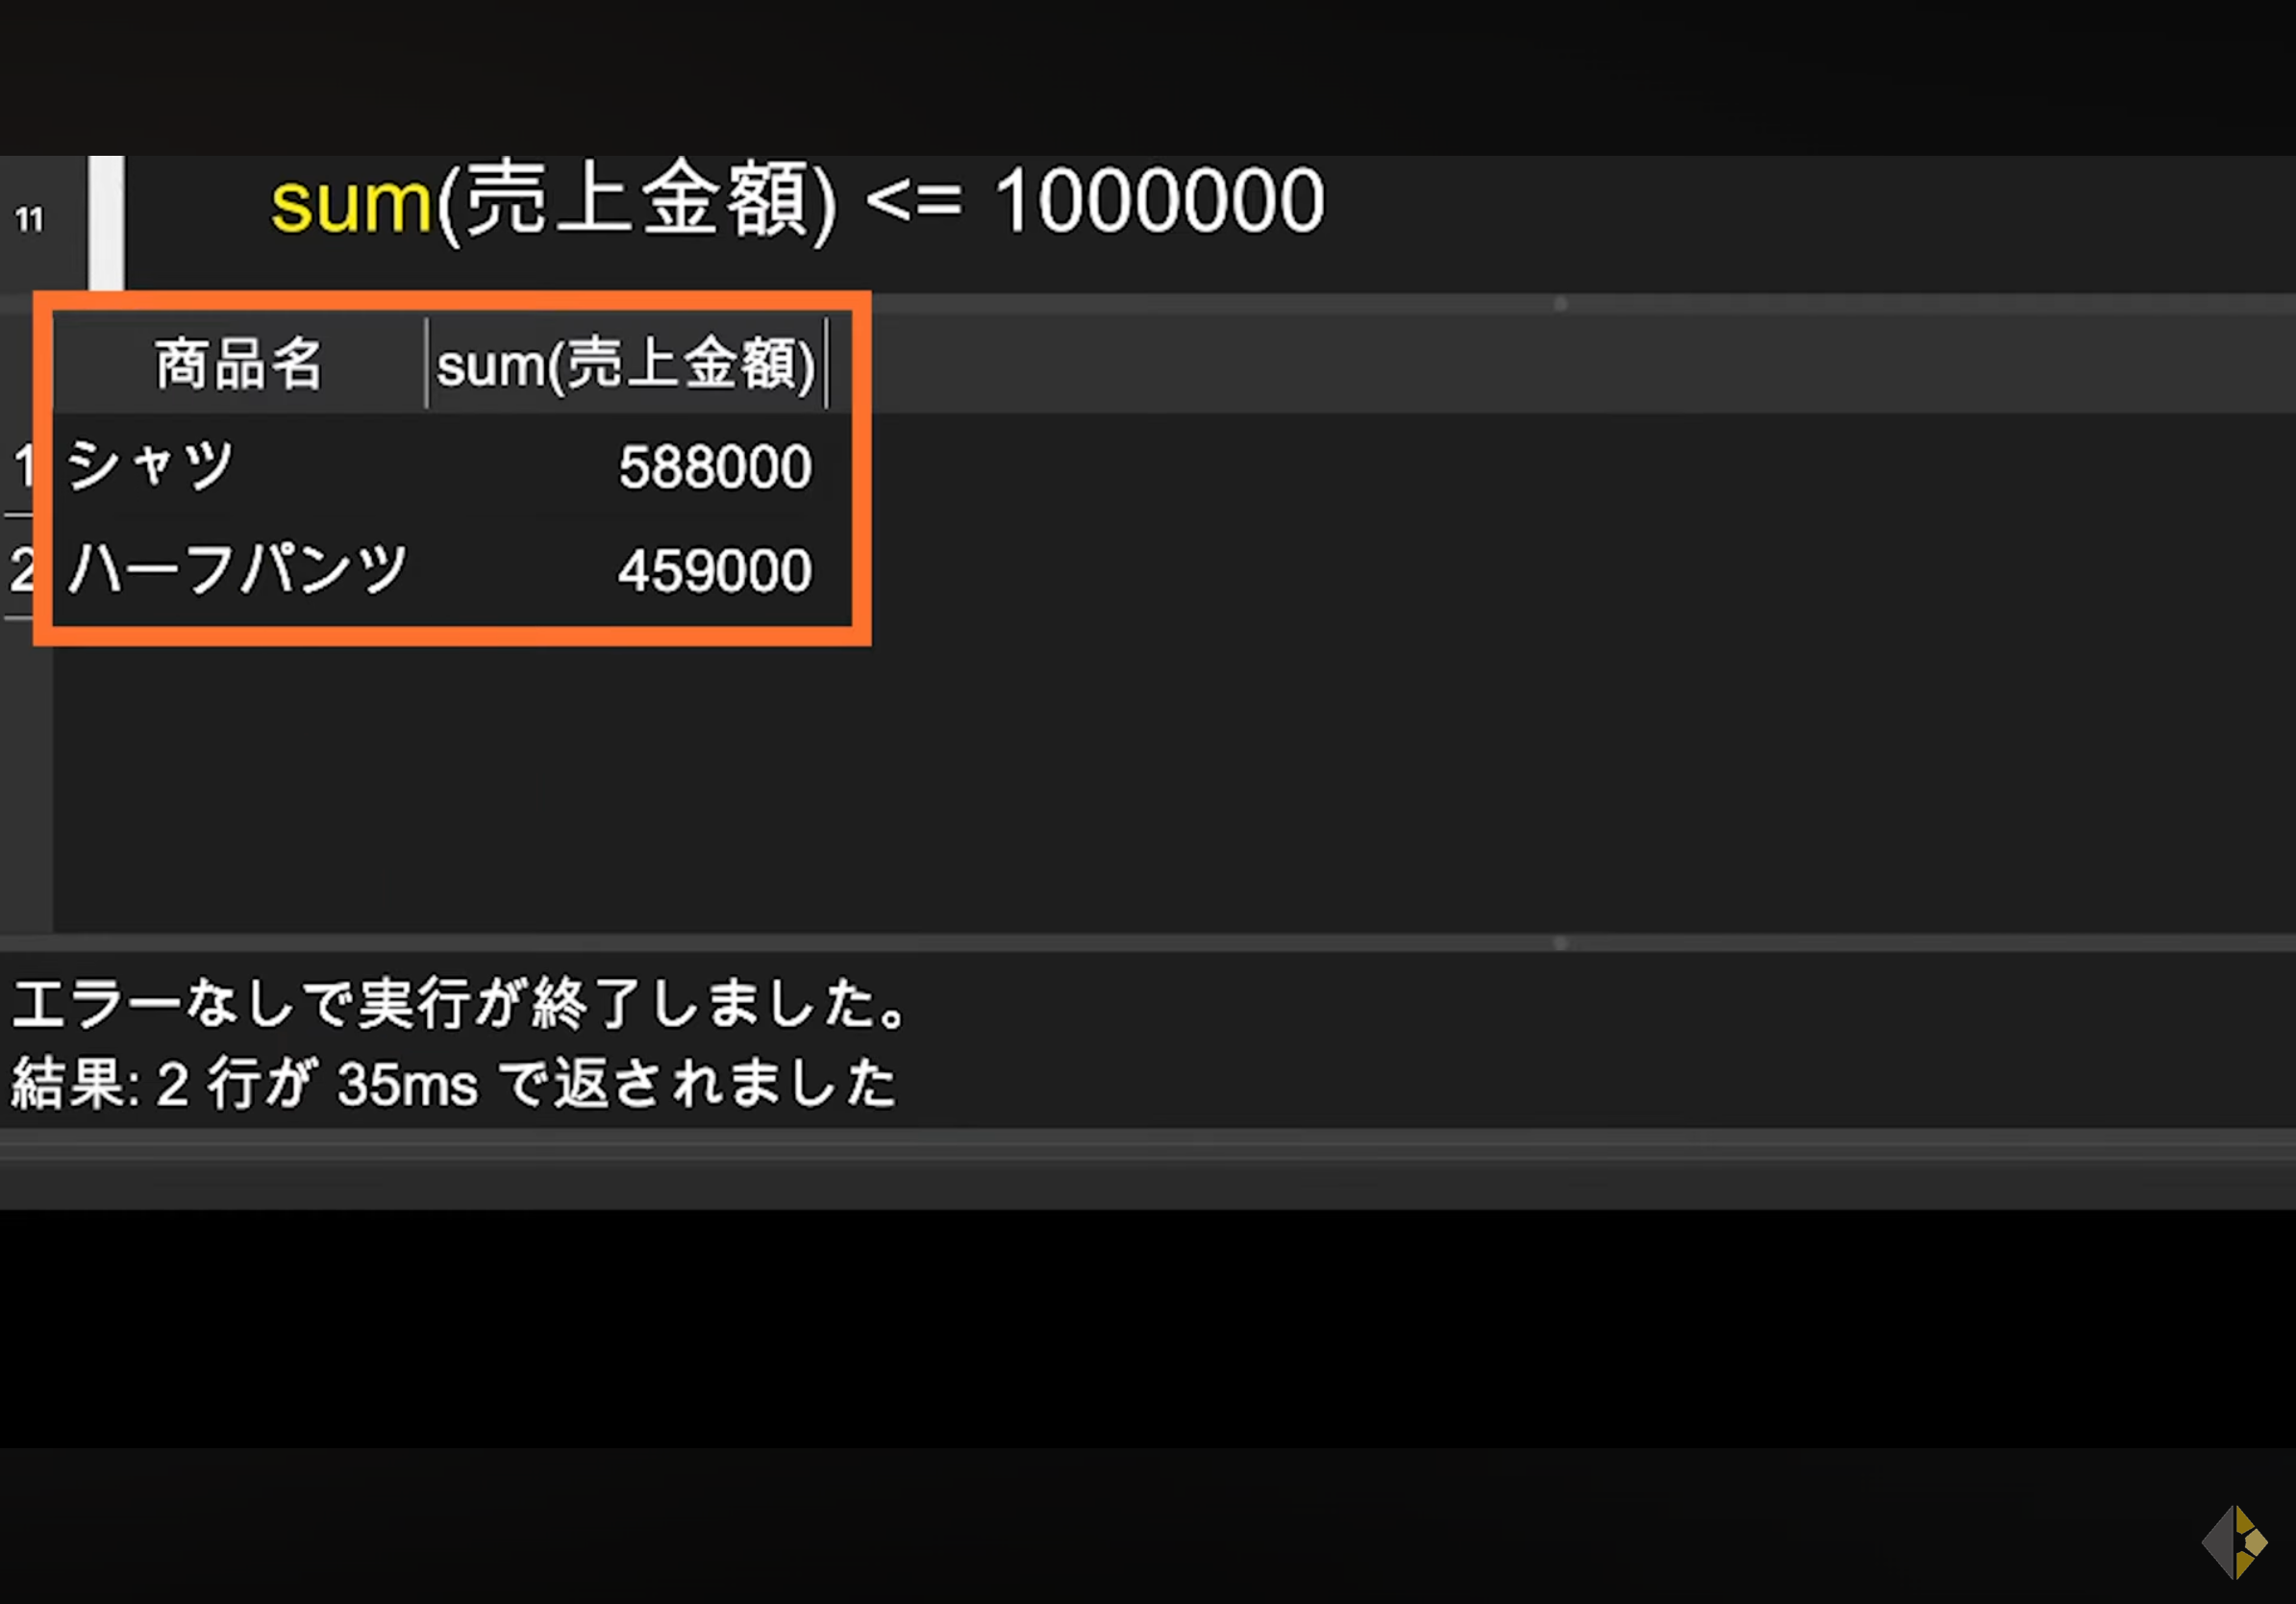 11 sum(売上金額) <= 1000000
商品名 sum(売上金額)
1 シャツ 588000
2 ハーフパンツ 459000
エラーなしで実行が終了しました。
結果: 2 行が 35ms で返されました